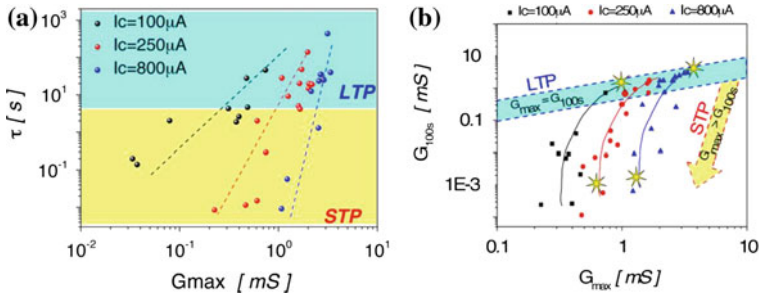 (a)
Ic=100μA
Ic=250μA
Ic=800μA
LTP
STP
τ [ s ]
10³
10¹
10⁻¹
10⁻³
10⁻² 10⁻¹ 10⁰ 10¹
Gmax [ mS ]
(b)
Ic=100μA Ic=250μA Ic=800μA
LTP
Gmax=G100s
STP
Gmax > G100s
G100s [ mS ]
10
0.1
1E-3
0.1 1 10
Gmax [ mS ]